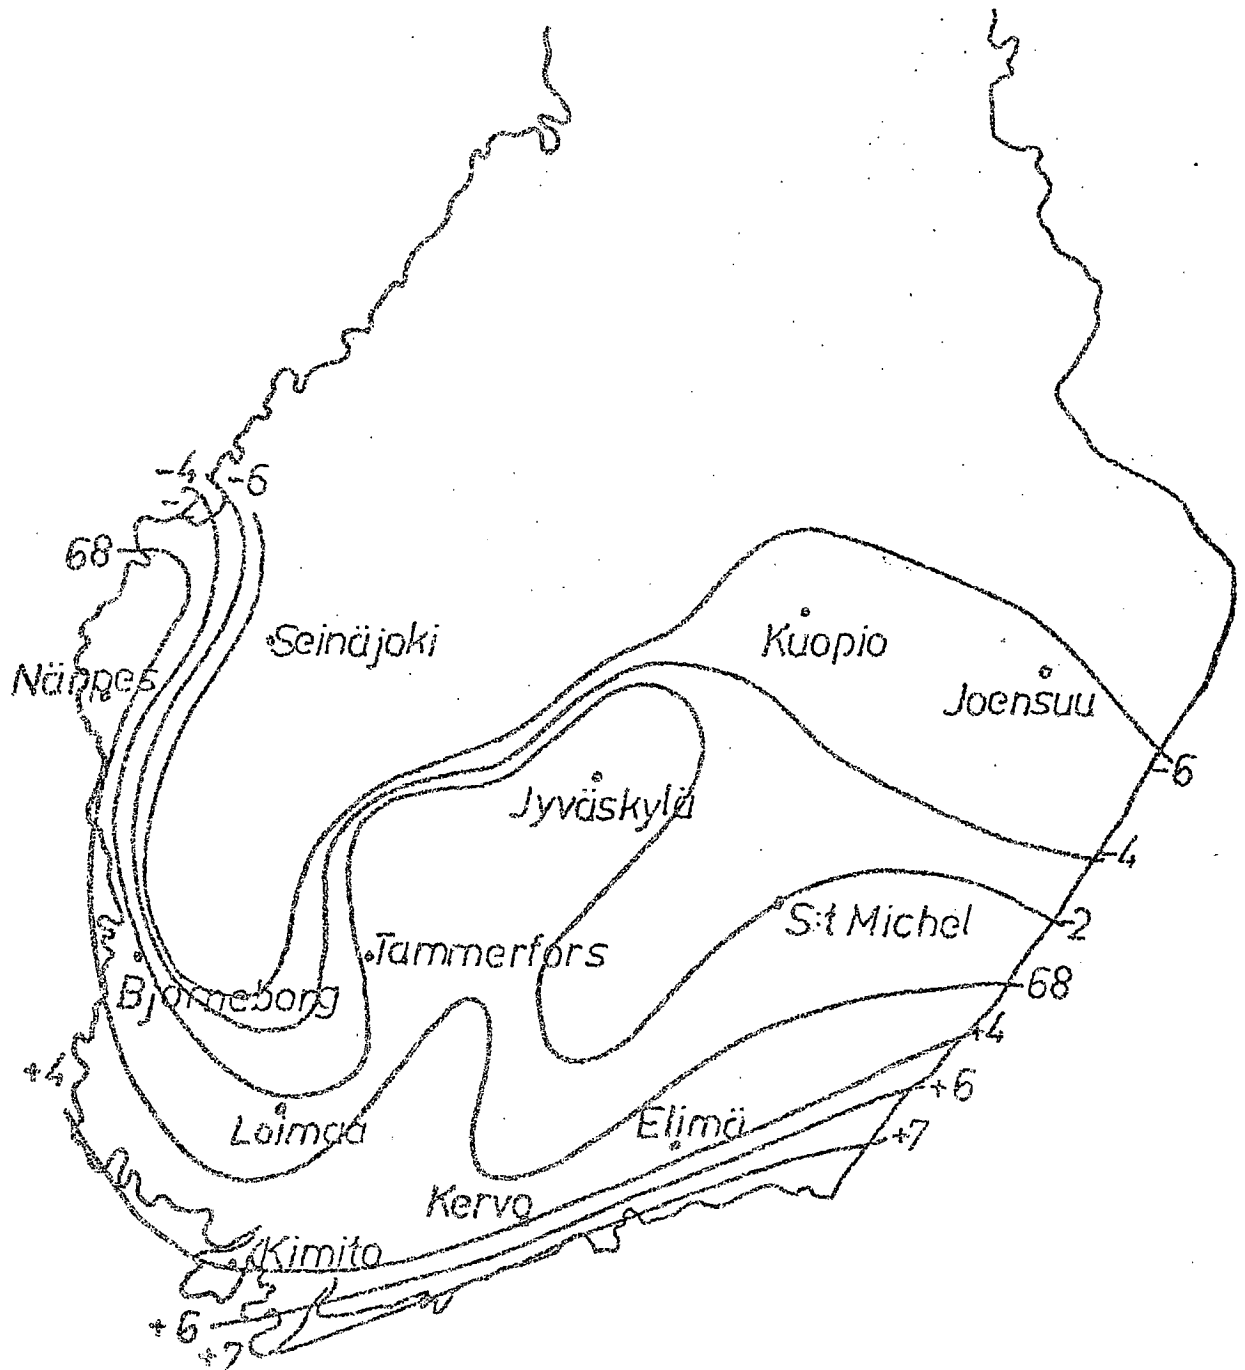 -4 -6
-
68
Seinäjoki
Kuopio
Närpes
Joensuu
-6
Jyväskylä
-4
S:t Michel
-2
Tammerfors
Björneborg
68
+4
+4
+6
Loimaa
Elimä
+7
Kervo
Kimito
+6
+7